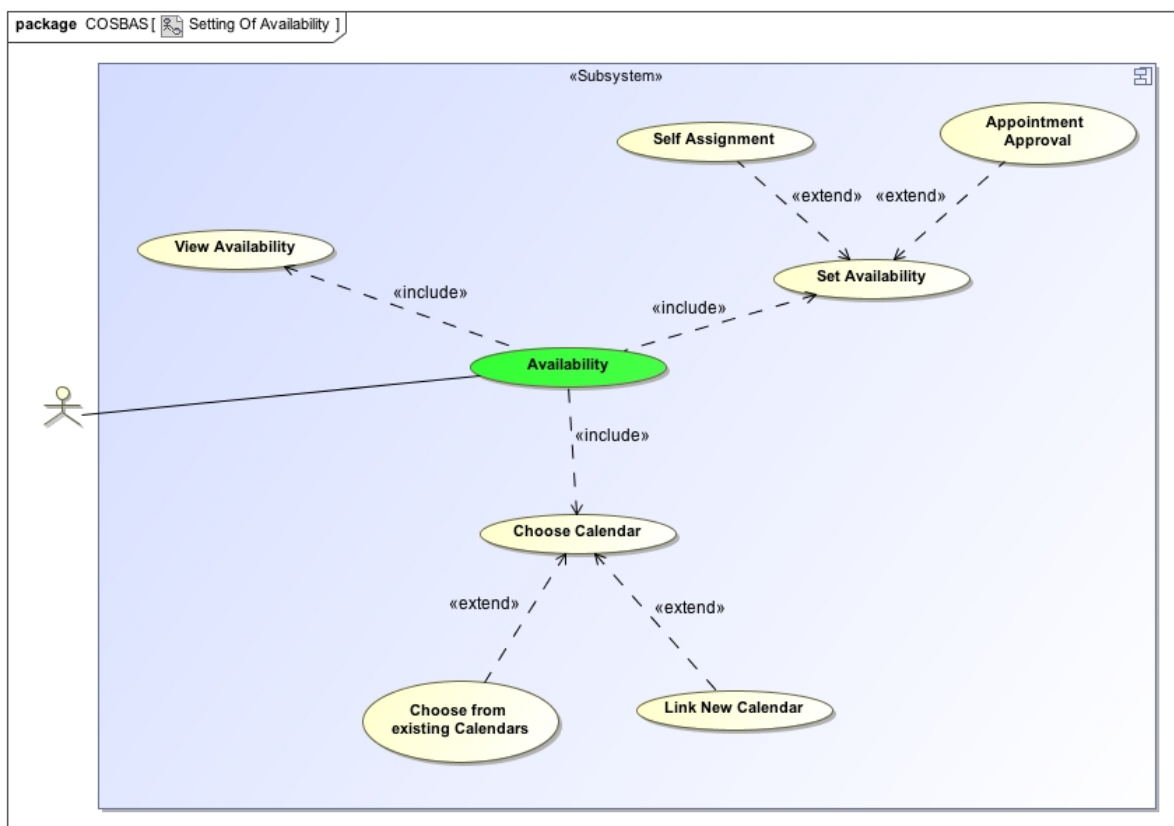 package COSBAS [ Setting Of Availability ]
«Subsystem»
Self Assignment
Appointment
Approval
«extend» «extend»
View Availability
Set Availability
«include»
«include»
Availability
«include»
Choose Calendar
«extend»
«extend»
Choose from
existing Calendars
Link New Calendar